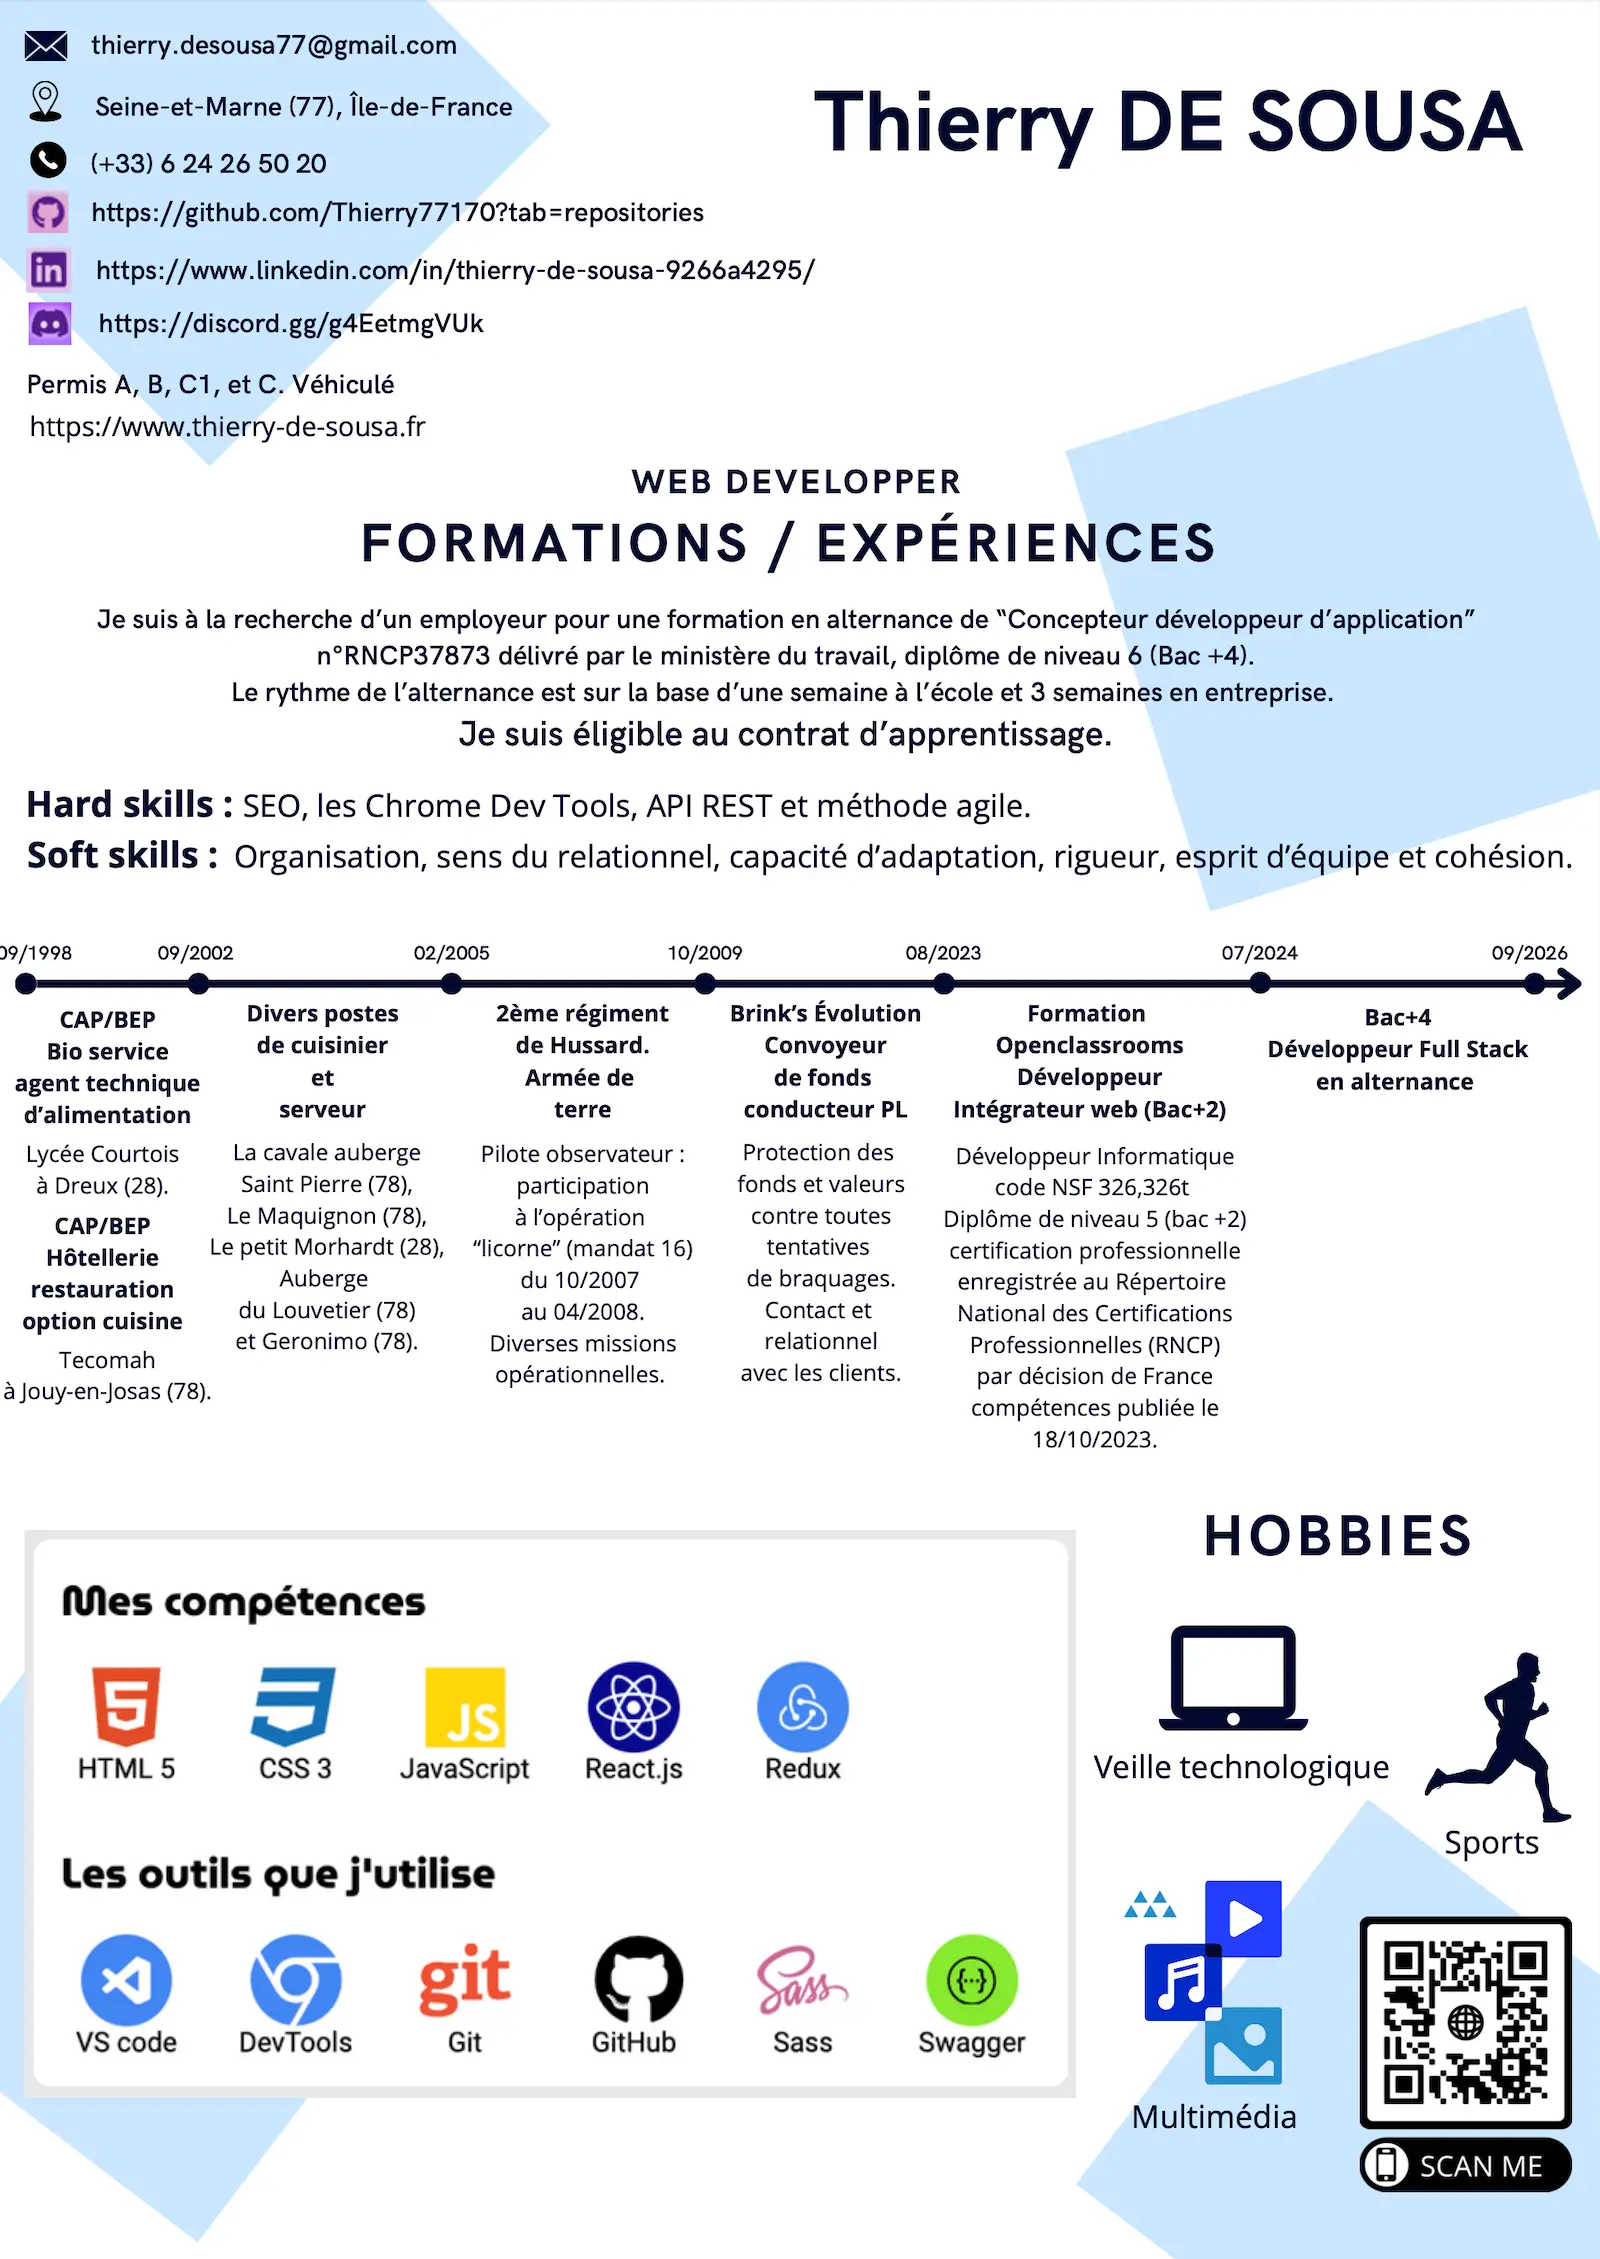 thierry.desousa77@gmail.com
Seine-et-Marne (77), Île-de-France
(+33) 6 24 26 50 20
https://github.com/Thierry77170?tab=repositories
https://www.linkedin.com/in/thierry-de-sousa-9266a4295/
https://discord.gg/g4EetmgVUk
Permis A, B, C1, et C. Véhiculé
https://www.thierry-de-sousa.fr
Thierry DE SOUSA
WEB DEVELOPPER
FORMATIONS / EXPÉRIENCES
Je suis à la recherche d’un employeur pour une formation en alternance de “Concepteur développeur d’application”
n°RNCP37873 délivré par le ministère du travail, diplôme de niveau 6 (Bac +4).
Le rythme de l’alternance est sur la base d’une semaine à l’école et 3 semaines en entreprise.
Je suis éligible au contrat d’apprentissage.
Hard skills : SEO, les Chrome Dev Tools, API REST et méthode agile.
Soft skills : Organisation, sens du relationnel, capacité d’adaptation, rigueur, esprit d’équipe et cohésion.
09/1998 09/2002 02/2005 10/2009 08/2023 07/2024 09/2026
CAP/BEP
Bio service
agent technique
d’alimentation
Lycée Courtois
à Dreux (28).
CAP/BEP
Hôtellerie
restauration
option cuisine
Tecomah
à Jouy-en-Josas (78).
Divers postes
de cuisinier
et
serveur
La cavale auberge
Saint Pierre (78),
Le Maquignon (78),
Le petit Morhardt (28),
Auberge
du Louvetier (78)
et Geronimo (78).
2ème régiment
de Hussard.
Armée de
terre
Pilote observateur :
participation
à l’opération
“licorne” (mandat 16)
du 10/2007
au 04/2008.
Diverses missions
opérationnelles.
Brink’s Évolution
Convoyeur
de fonds
conducteur PL
Protection des
fonds et valeurs
contre toutes
tentatives
de braquages.
Contact et
relationnel
avec les clients.
Formation
Openclassrooms
Développeur
Intégrateur web (Bac+2)
Développeur Informatique
code NSF 326,326t
Diplôme de niveau 5 (bac +2)
certification professionnelle
enregistrée au Répertoire
National des Certifications
Professionnelles (RNCP)
par décision de France
compétences publiée le
18/10/2023.
Bac+4
Développeur Full Stack
en alternance
Mes compétences
JS
HTML 5 CSS 3 JavaScript React.js Redux
Les outils que j'utilise
git
Sass
VS code DevTools Git GitHub Sass Swagger
HOBBIES
Veille technologique
Sports
Multimédia
SCAN ME